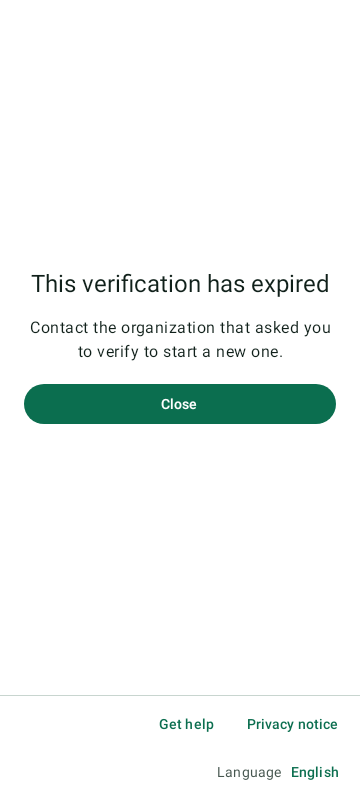 This verification has expired
Contact the organization that asked you
to verify to start a new one.
Close
Get help Privacy notice
Language English